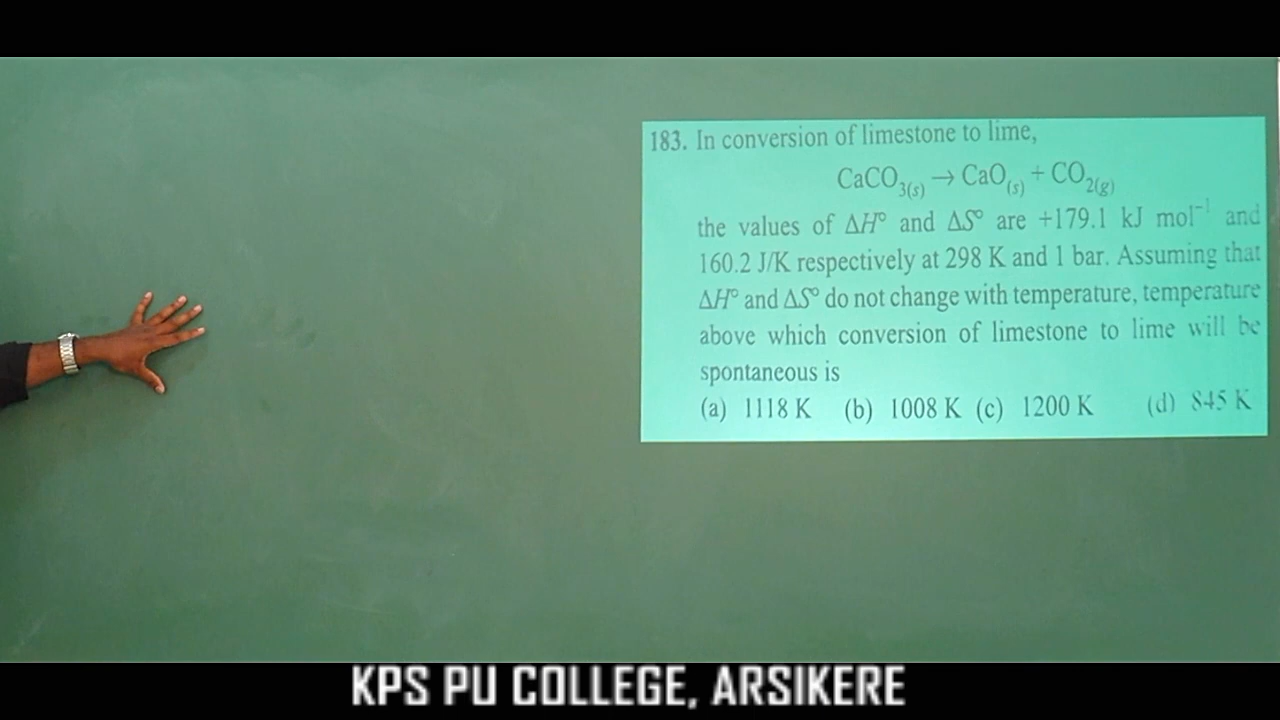 183. In conversion of limestone to lime,
CaCO₃₍ₛ₎ → CaO₍ₛ₎ + CO₂(g)
the values of ΔH° and ΔS° are +179.1 kJ mol⁻¹ and
160.2 J/K respectively at 298 K and 1 bar. Assuming that
ΔH° and ΔS° do not change with temperature, temperature
above which conversion of limestone to lime will be
spontaneous is
(a) 1118 K (b) 1008 K (c) 1200 K (d) 845 K
KPS PU COLLEGE, ARSIKERE